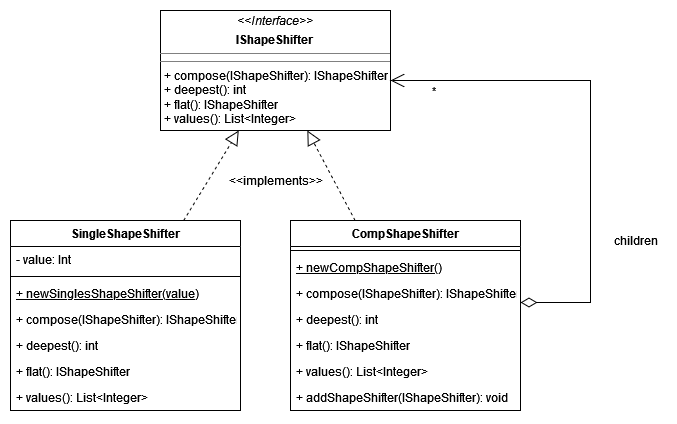 <<Interface>>
IShapeShifter
+ compose(IShapeShifter): IShapeShifter
+ deepest(): int
+ flat(): IShapeShifter
+ values(): List<Integer>
*
<<implements>>
children
SingleShapeShifter
- value: Int
+ newSinglesShapeShifter(value)
+ compose(IShapeShifter): IShapeShifte
+ deepest(): int
+ flat(): IShapeShifter
+ values(): List<Integer>
CompShapeShifter
+ newCompShapeShifter()
+ compose(IShapeShifter): IShapeShifte
+ deepest(): int
+ flat(): IShapeShifter
+ values(): List<Integer>
+ addShapeShifter(IShapeShifter): void